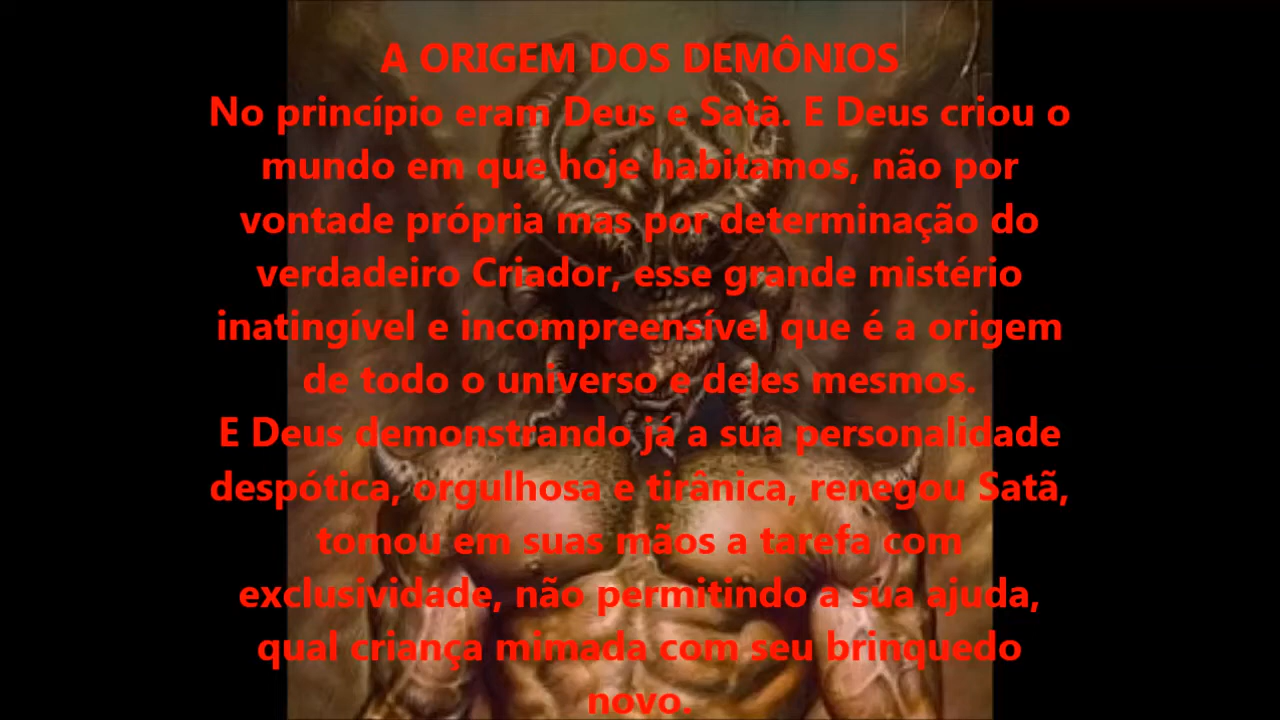 A ORIGEM DOS DEMÔNIOS
No princípio eram Deus e Satã. E Deus criou o
mundo em que hoje habitamos, não por
vontade própria mas por determinação do
verdadeiro Criador, esse grande mistério
inatingível e incompreensível que é a origem
de todo o universo e deles mesmos.
E Deus demonstrando já a sua personalidade
despótica, orgulhosa e tirânica, renegou Satã,
tomou em suas mãos a tarefa com
exclusividade, não permitindo a sua ajuda,
qual criança mimada com seu brinquedo
novo.